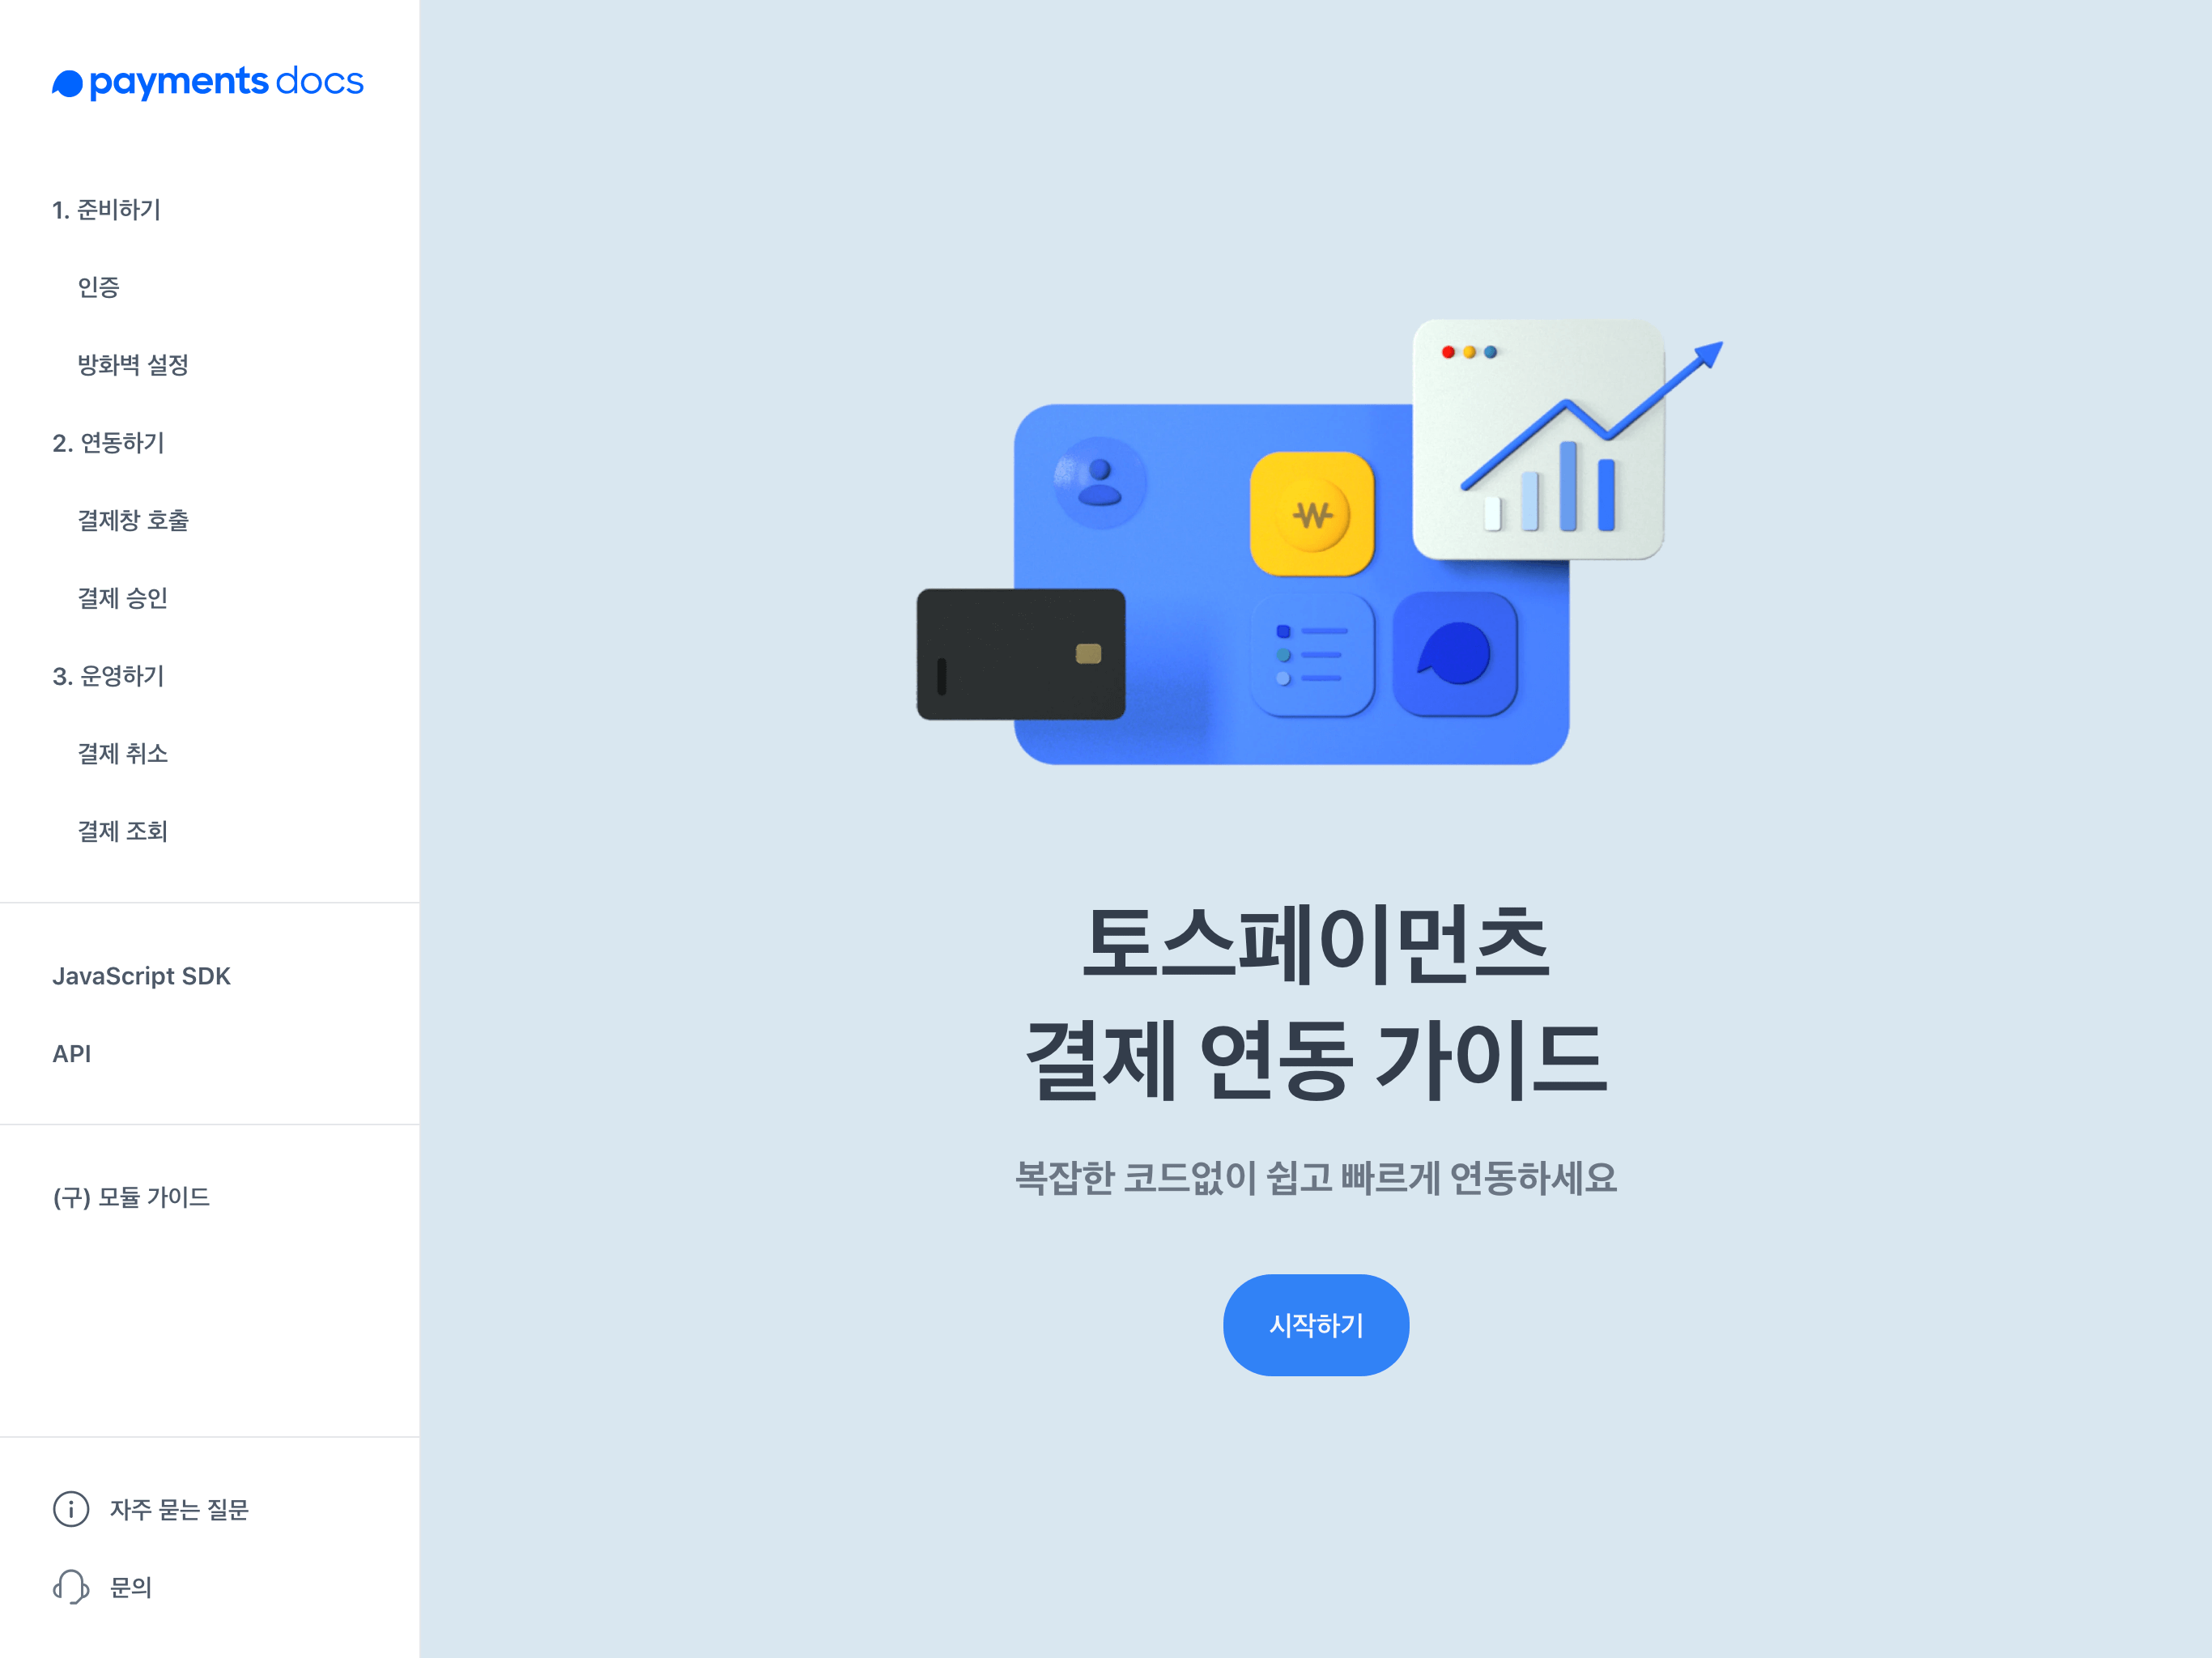 payments docs
1. 준비하기
인증
방화벽 설정
2. 연동하기
결제창 호출
결제 승인
3. 운영하기
결제 취소
결제 조회
JavaScript SDK
API
(구) 모듈 가이드
자주 묻는 질문
문의
₩
토스페이먼츠
결제 연동 가이드
복잡한 코드없이 쉽고 빠르게 연동하세요
시작하기